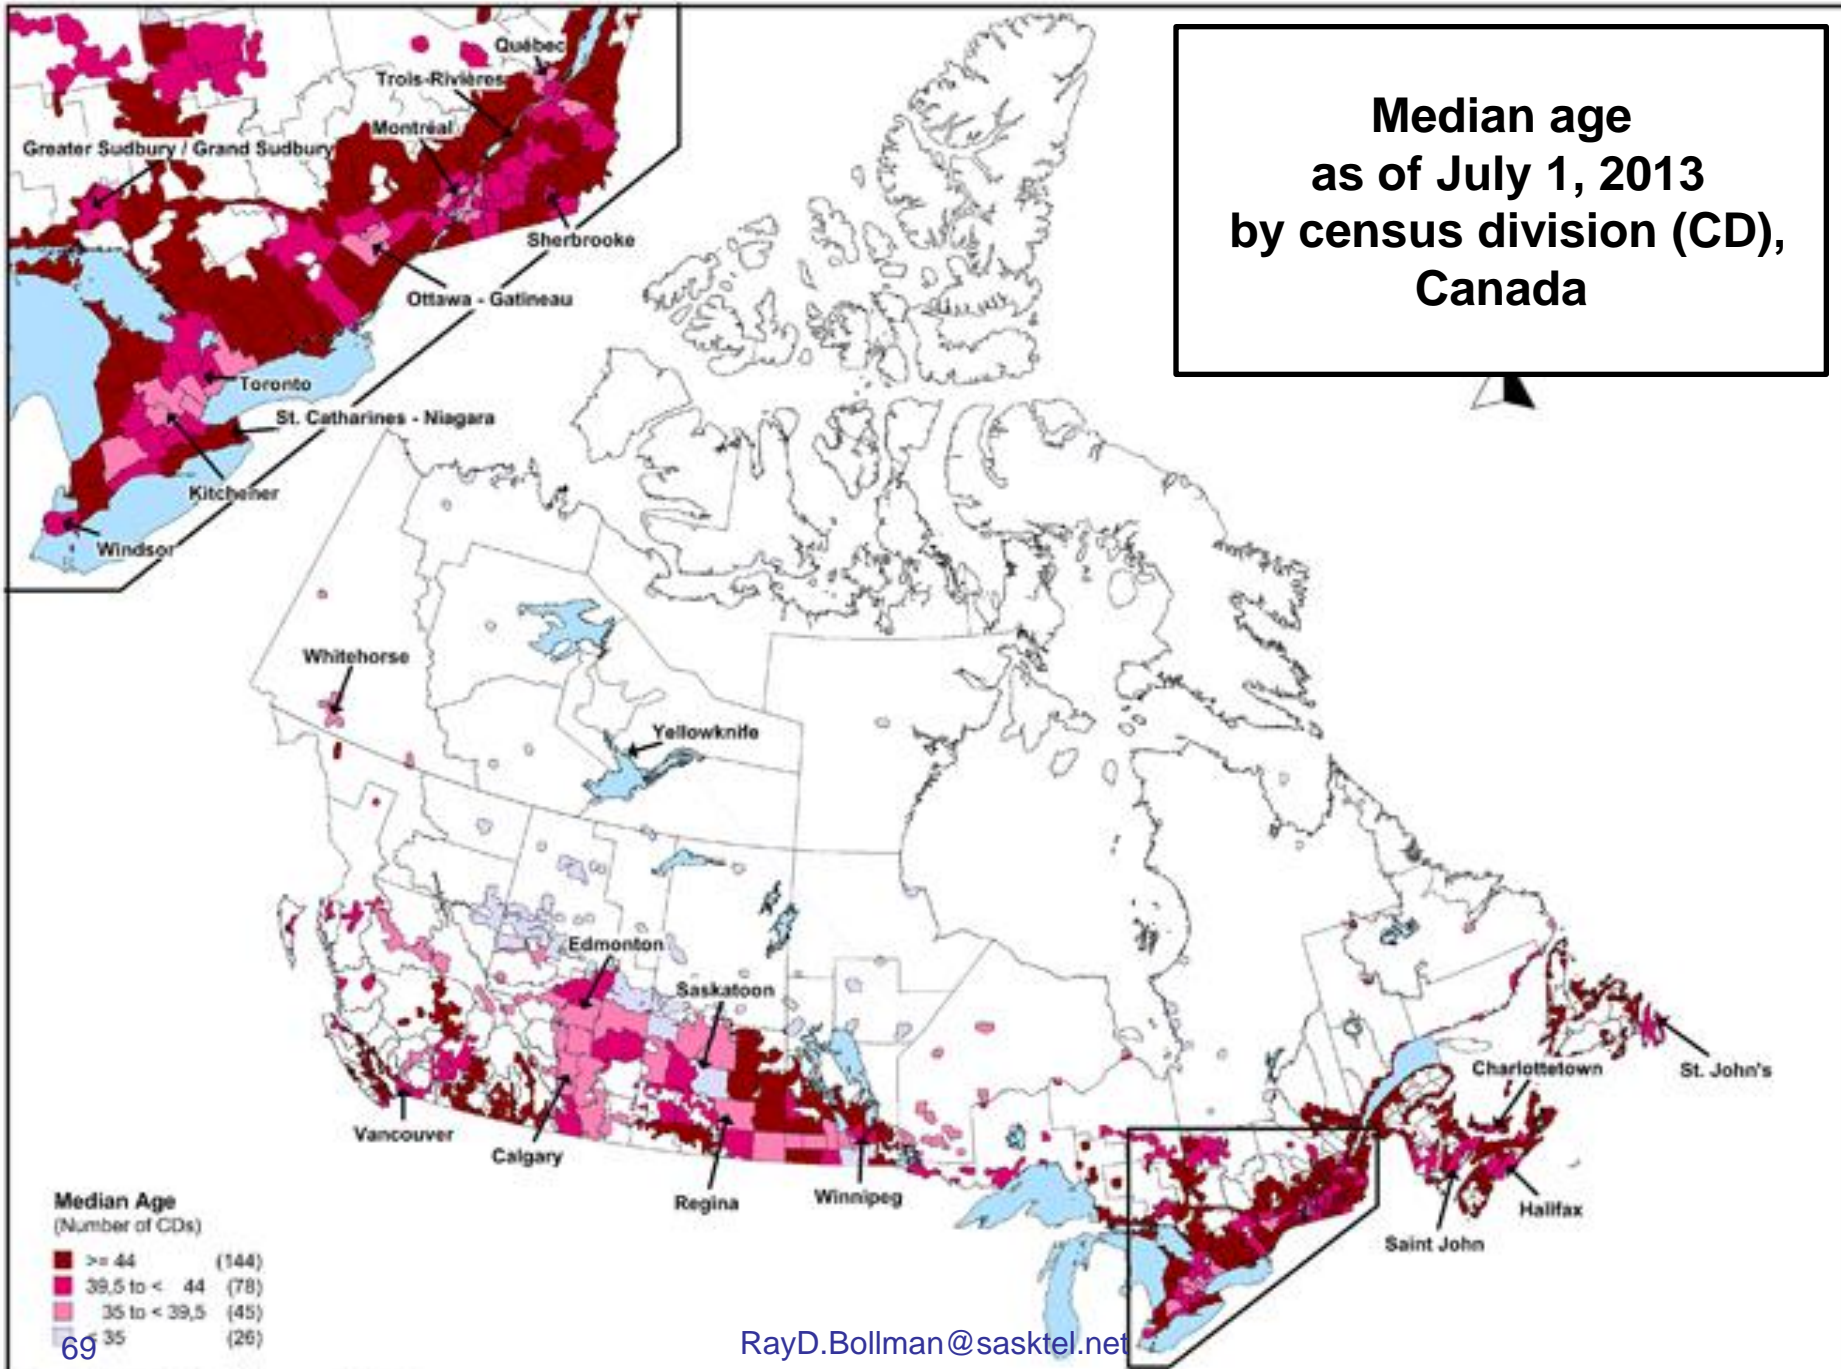 Median age
as of July 1, 2013
by census division (CD),
Canada
Québec
Trois-Rivières
Montréal
Greater Sudbury / Grand Sudbury
Sherbrooke
Ottawa - Gatineau
Toronto
St. Catharines - Niagara
Kitchener
Windsor
Whitehorse
Yellowknife
Edmonton
Saskatoon
Vancouver
Calgary
Regina
Winnipeg
Charlottetown
St. John's
Halifax
Saint John
Median Age
(Number of CDs)
>= 44 (144)
39,5 to < 44 (78)
35 to < 39,5 (45)
< 35 (26)
69
RayD.Bollman@sasktel.net